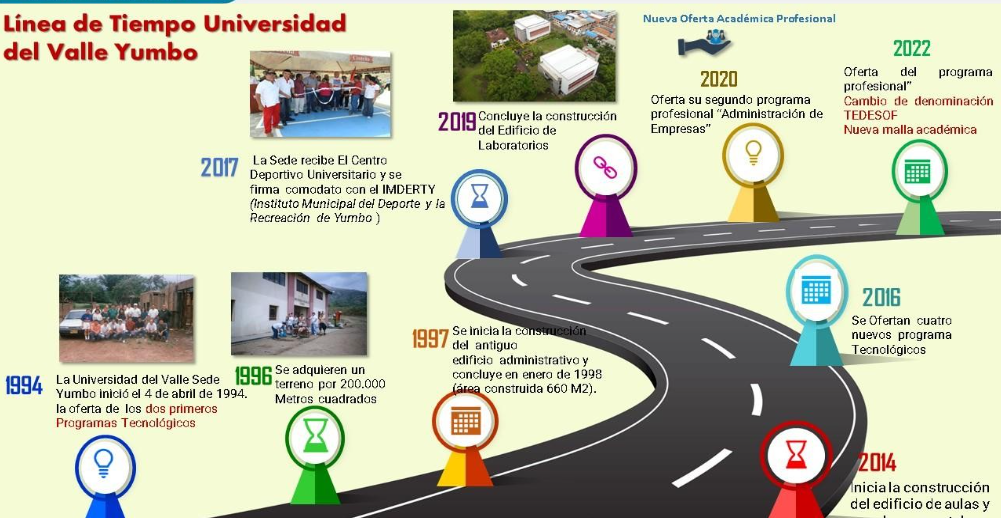 Línea de Tiempo Universidad
del Valle Yumbo
1994
La Universidad del Valle Sede
Yumbo inició el 4 de abril de 1994.
la oferta de los dos primeros
Programas Tecnológicos
1996
Se adquieren un
terreno por 200.000
Metros cuadrados
1997
Se inicia la construcción
del antiguo
edificio administrativo y
concluye en enero de 1998
(área construida 660 M2).
2014
Inicia la construcción
del edificio de aulas y
2016
Se Ofertan cuatro
nuevos programa
Tecnológicos
2017
La Sede recibe El Centro
Deportivo Universitario y se
firma comodato con el IMDERTY
(Instituto Municipal del Deporte y la
Recreación de Yumbo )
2019
Concluye la construcción
del Edificio de
Laboratorios
Nueva Oferta Académica Profesional
2020
Oferta su segundo programa
profesional "Administración de
Empresas"
2022
Oferta del programa
profesional"
Cambio de denominación
TEDESOF
Nueva malla académica